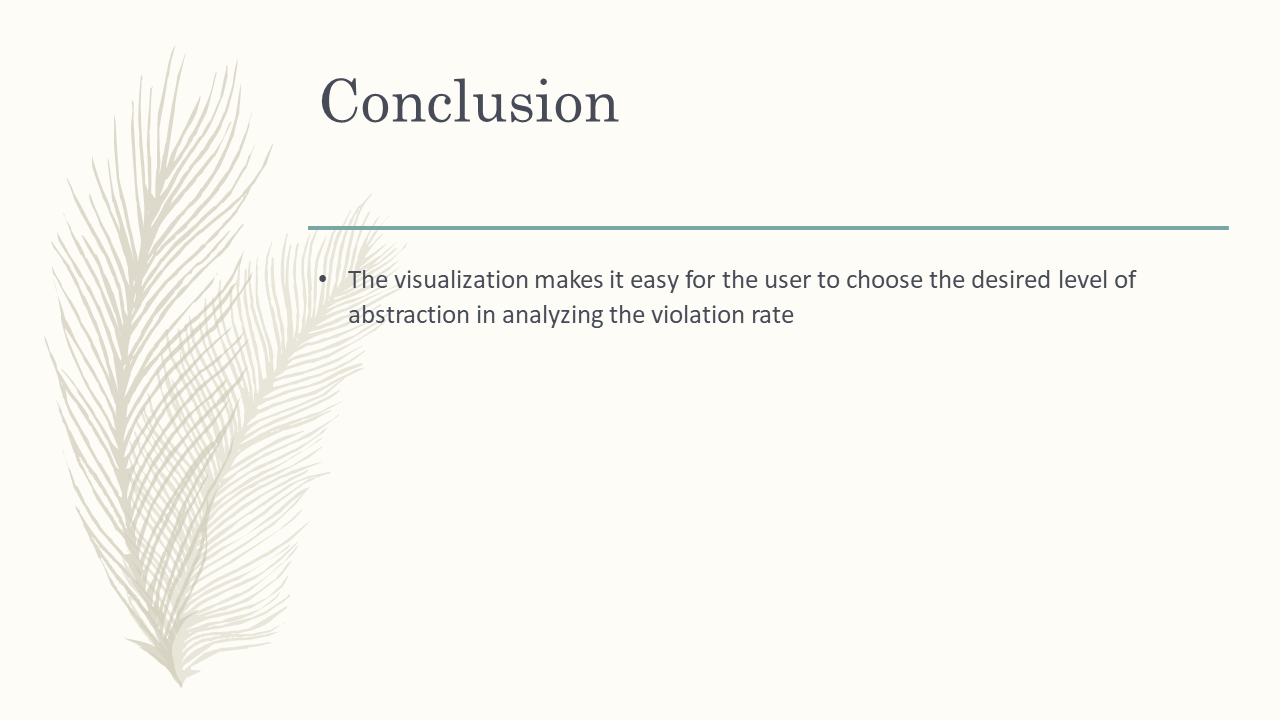 Conclusion
• The visualization makes it easy for the user to choose the desired level of
abstraction in analyzing the violation rate